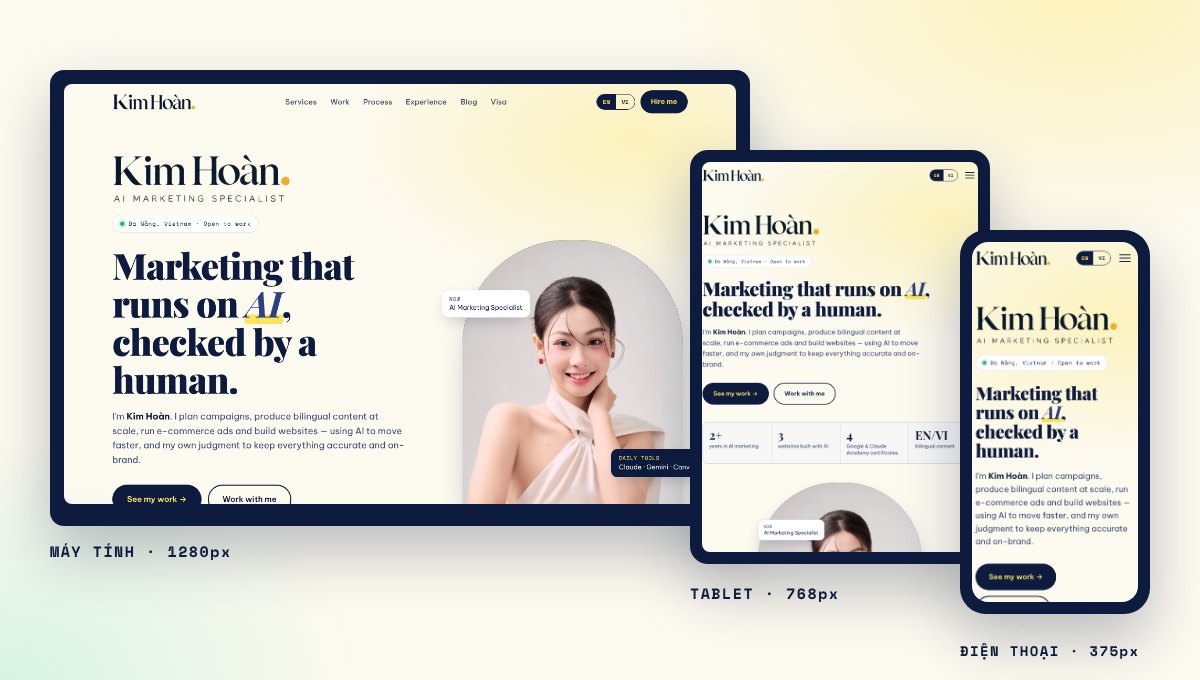 Kim Hoàn.
Services Work Process Experience Blog Visa
EN VI
Hire me
Kim Hoàn.
AI MARKETING SPECIALIST
Đà Nẵng, Vietnam · Open to work
Marketing that
runs on AI,
checked by a
human.
I'm Kim Hoàn. I plan campaigns, produce bilingual content at
scale, run e-commerce ads and build websites — using AI to move
faster, and my own judgment to keep everything accurate and on-
brand.
See my work →
Work with me
NOW
AI Marketing Specialist
DAILY TOOLS
Claude · Gemini · Canv
MÁY TÍNH · 1280px
Kim Hoàn.
EN VI
Kim Hoàn.
AI MARKETING SPECIALIST
Đà Nẵng, Vietnam · Open to work
Marketing that runs on AI,
checked by a human.
I'm Kim Hoàn. I plan campaigns, produce bilingual content at
scale, run e-commerce ads and build websites — using AI to move
faster, and my own judgment to keep everything accurate and on-
brand.
See my work →
Work with me
2+
years in AI marketing
3
websites built with AI
4
Google & Claude
Academy certificates
EN/VI
bilingual content
NOW
AI Marketing Specialist
TABLET · 768px
Kim Hoàn.
EN VI
Kim Hoàn.
AI MARKETING SPECIALIST
Đà Nẵng, Vietnam · Open to work
Marketing that
runs on AI,
checked by a
human.
I'm Kim Hoàn. I plan campaigns,
produce bilingual content at scale, run
e-commerce ads and build websites —
using AI to move faster, and my own
judgment to keep everything accurate
and on-brand.
See my work →
ĐIỆN THOẠI · 375px